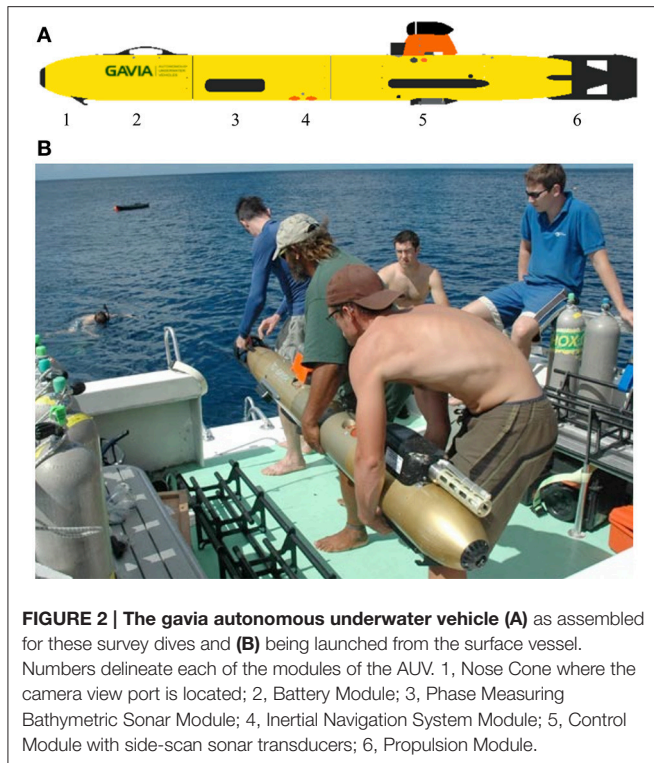 A
GAVIA AUTONOMOUS
UNDERWATER
VEHICLES
1 2 3 4 5 6
B
FIGURE 2 | The gavia autonomous underwater vehicle (A) as assembled
for these survey dives and (B) being launched from the surface vessel.
Numbers delineate each of the modules of the AUV. 1, Nose Cone where the
camera view port is located; 2, Battery Module; 3, Phase Measuring
Bathymetric Sonar Module; 4, Inertial Navigation System Module; 5, Control
Module with side-scan sonar transducers; 6, Propulsion Module.